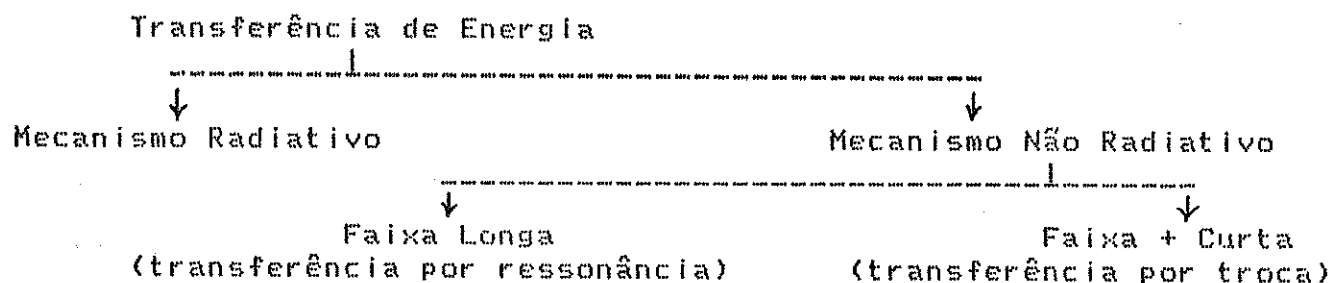 Transferência de Energia
Mecanismo Radiativo Mecanismo Não Radiativo
Faixa Longa Faixa + Curta
(transferência por ressonância) (transferência por troca)